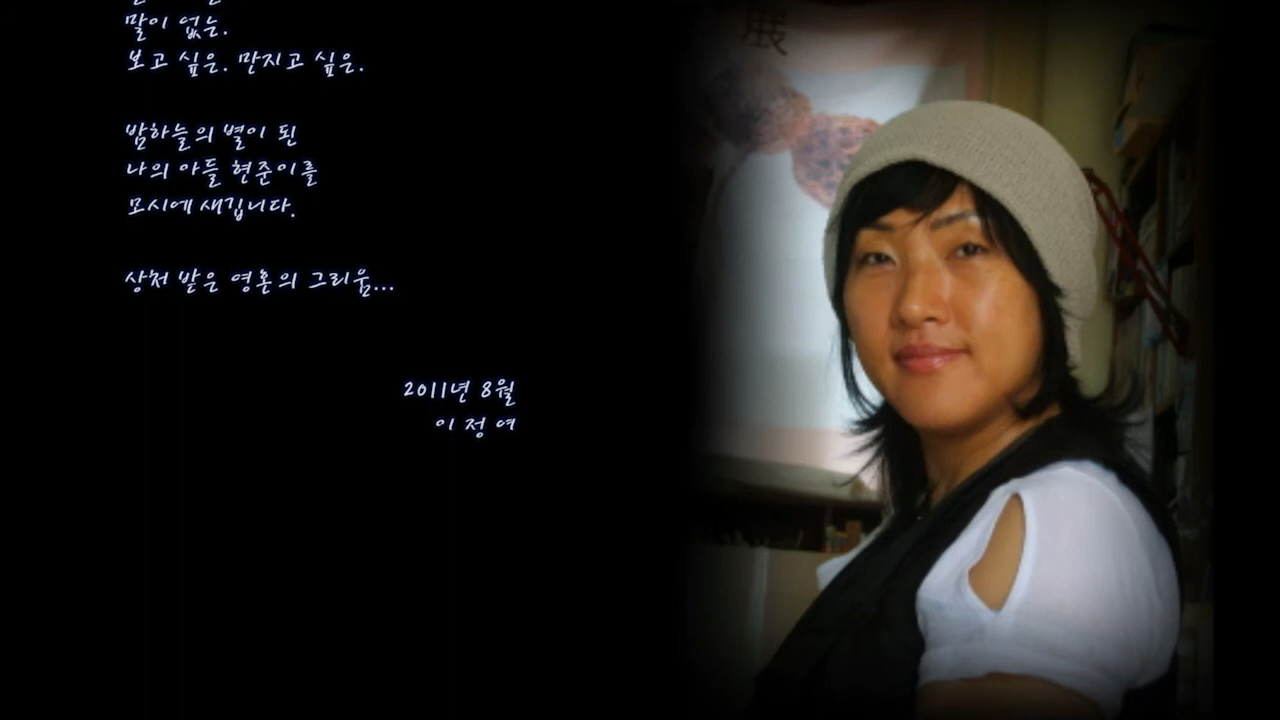 말이 없는.
보고 싶은. 만지고 싶은.
밤하늘의 별이 된
나의 아들 현준이를
모시에 새깁니다.
상처 받은 영혼의 그리움...
2011년 8월
이 정 여
展